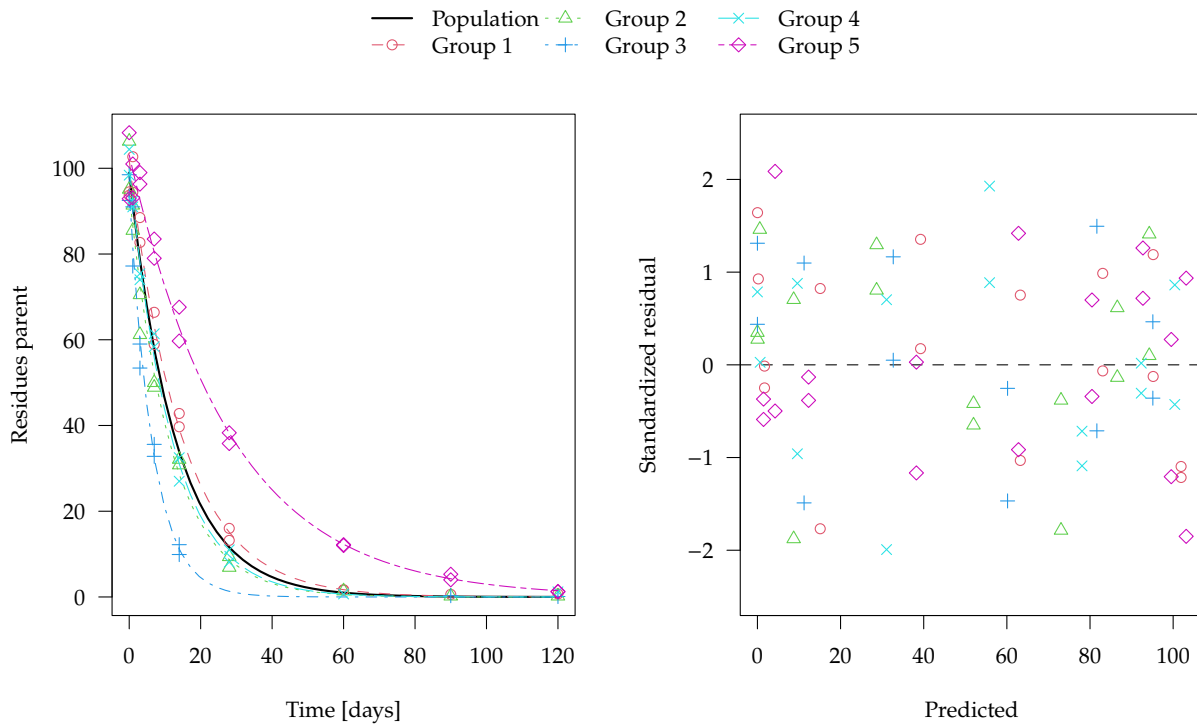 Population Group 2 Group 4
Group 1 Group 3 Group 5
Residues parent
100
80
60
40
20
0
0 20 40 60 80 100 120
Time [days]
Standardized residual
2
1
0
−1
−2
0 20 40 60 80 100
Predicted